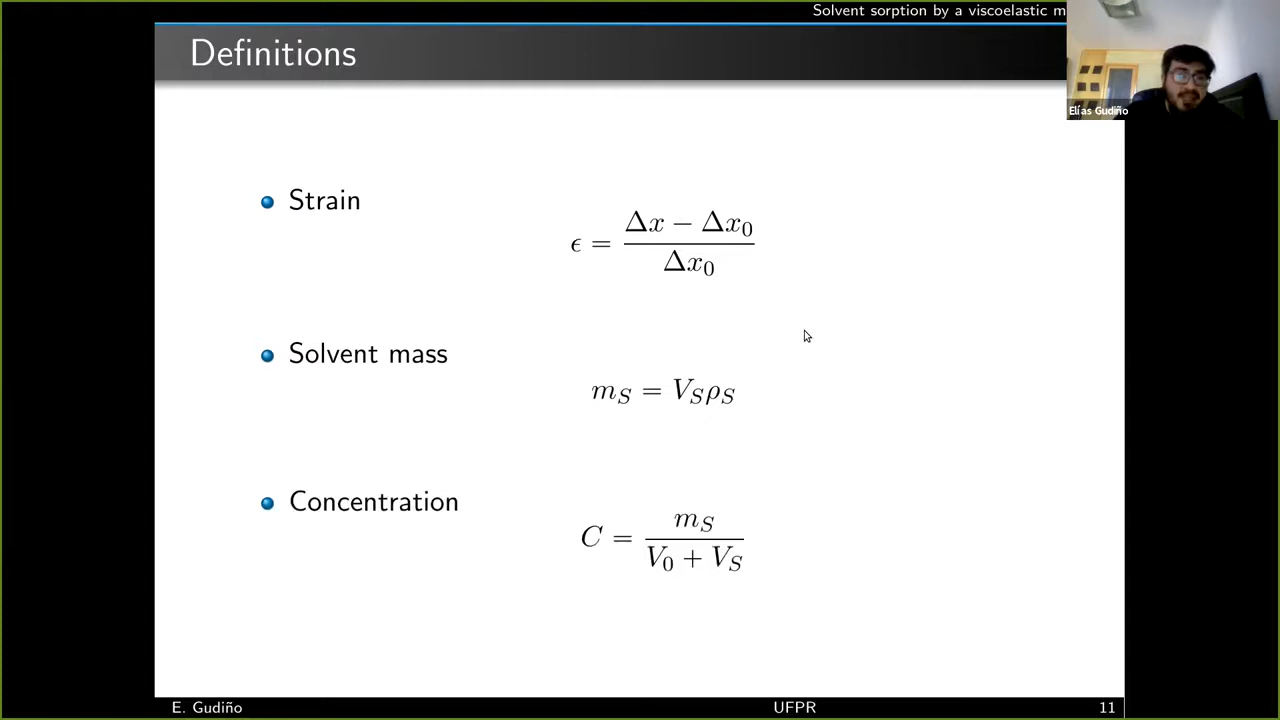 Solvent sorption by a viscoelastic m
Definitions
Elías Gudiño
Strain
ϵ = (Δx − Δx₀) / Δx₀
Solvent mass
m_S = V_S ρ_S
Concentration
C = m_S / (V₀ + V_S)
E. Gudiño UFPR 11